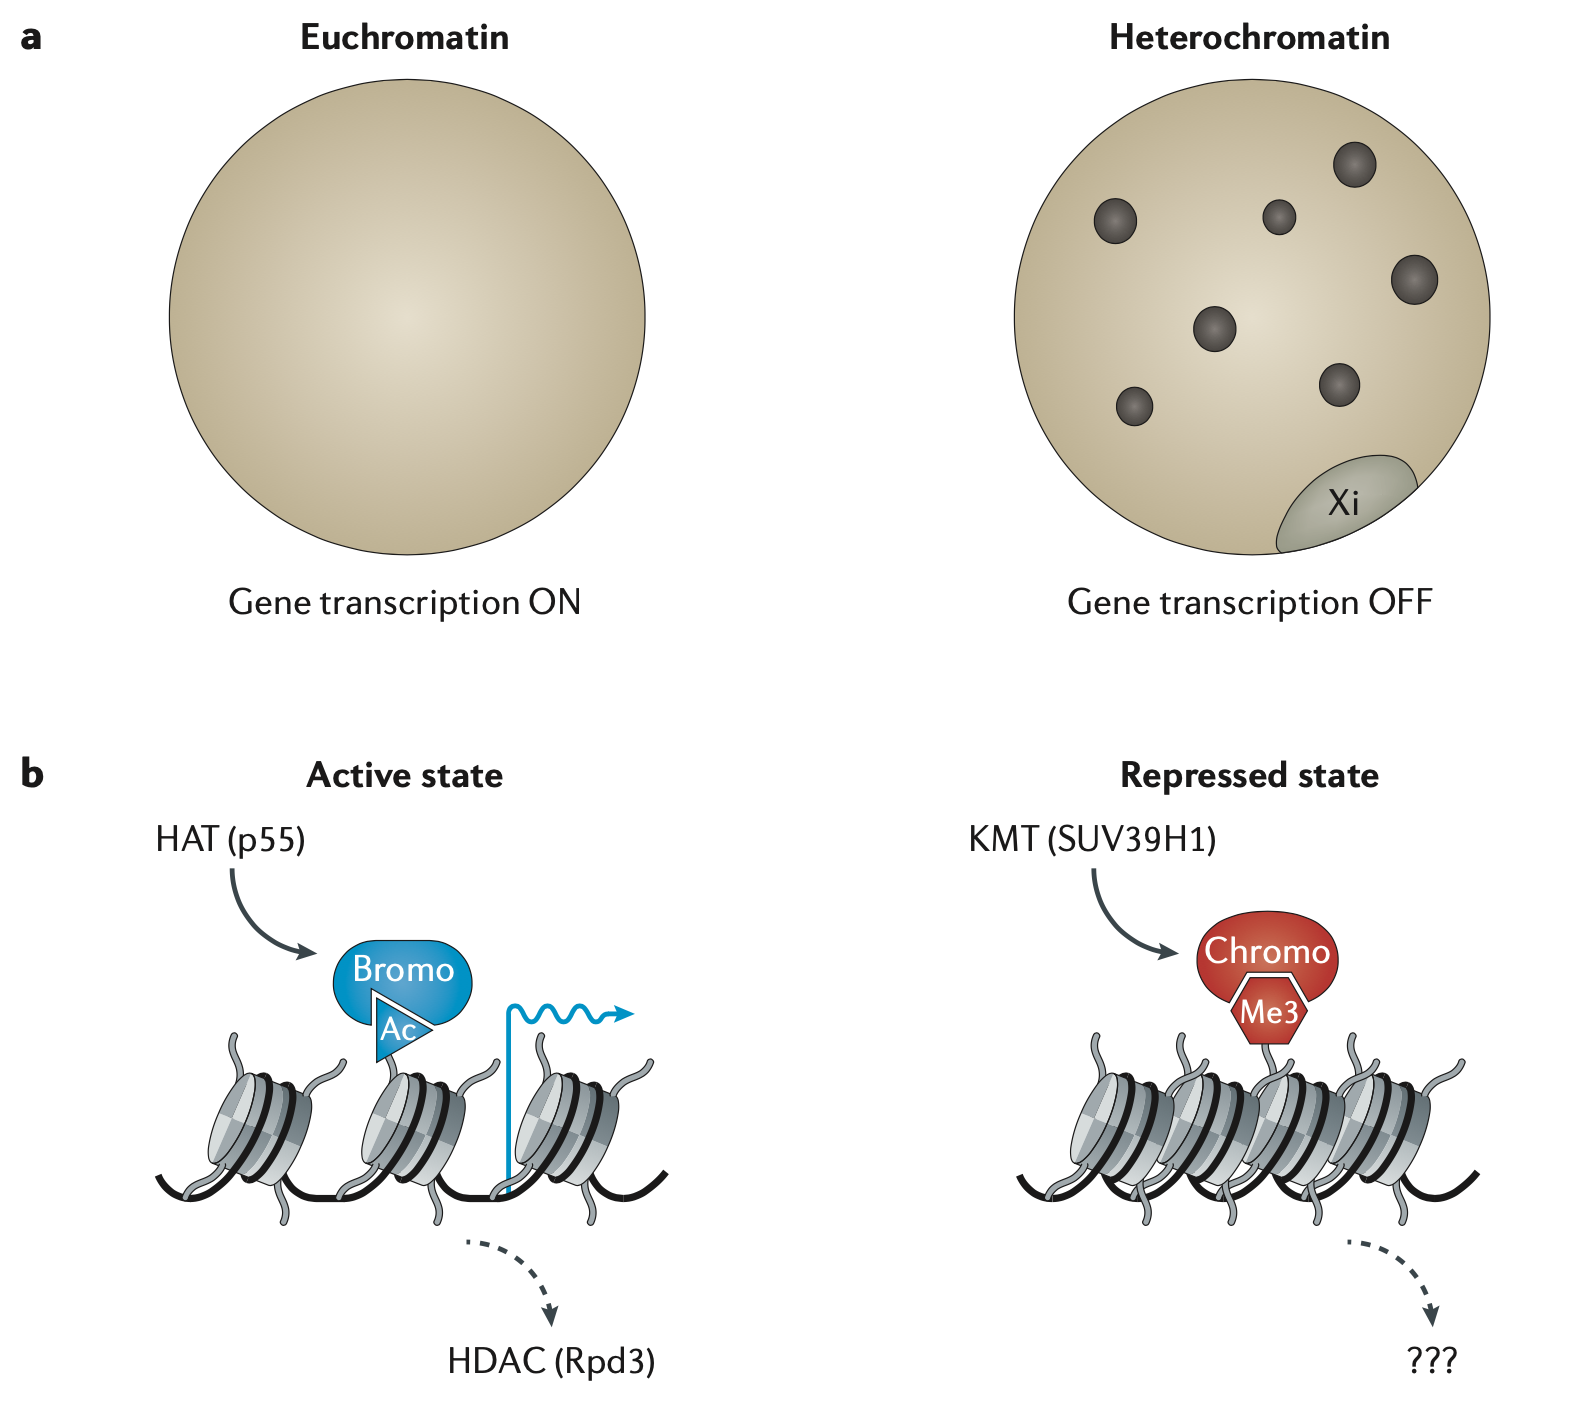 a
Euchromatin
Heterochromatin
Xi
Gene transcription ON
Gene transcription OFF
b
Active state
Repressed state
HAT (p55)
KMT (SUV39H1)
Bromo
Ac
Chromo
Me3
HDAC (Rpd3)
???